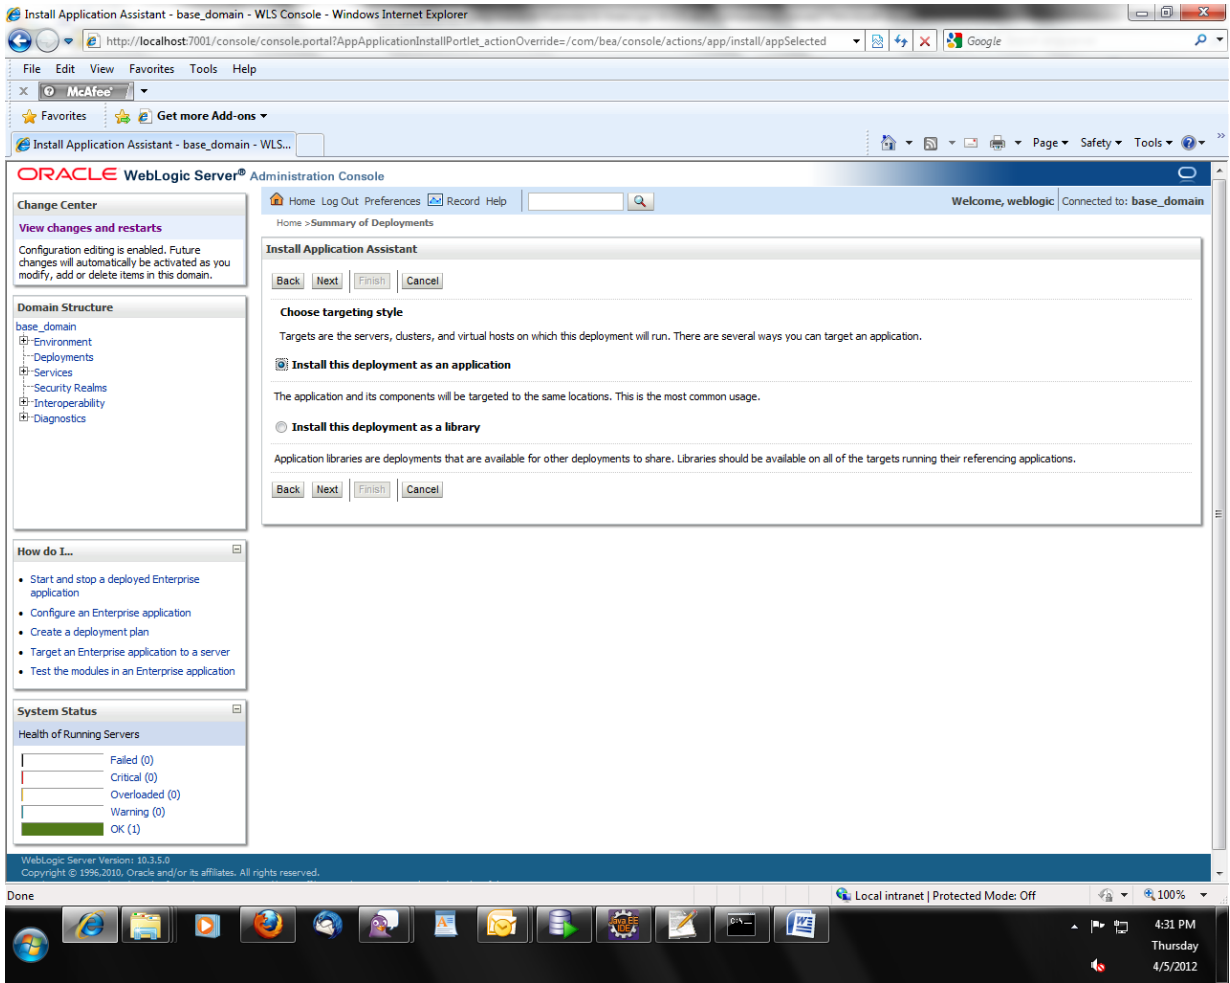 Install Application Assistant - base_domain - WLS Console - Windows Internet Explorer
http://localhost:7001/console/console.portal?AppApplicationInstallPortlet_actionOverride=/com/bea/console/actions/app/install/appSelected
Google
File Edit View Favorites Tools Help
X McAfee
Favorites Get more Add-ons
Install Application Assistant - base_domain - WLS...
Page Safety Tools
ORACLE WebLogic Server® Administration Console
Change Center
View changes and restarts
Configuration editing is enabled. Future
changes will automatically be activated as you
modify, add or delete items in this domain.
Domain Structure
base_domain
Environment
Deployments
Services
Security Realms
Interoperability
Diagnostics
How do I...
Start and stop a deployed Enterprise
application
Configure an Enterprise application
Create a deployment plan
Target an Enterprise application to a server
Test the modules in an Enterprise application
System Status
Health of Running Servers
Failed (0)
Critical (0)
Overloaded (0)
Warning (0)
OK (1)
Home Log Out Preferences Record Help
Welcome, weblogic Connected to: base_domain
Home >Summary of Deployments
Install Application Assistant
Back Next Finish Cancel
Choose targeting style
Targets are the servers, clusters, and virtual hosts on which this deployment will run. There are several ways you can target an application.
Install this deployment as an application
The application and its components will be targeted to the same locations. This is the most common usage.
Install this deployment as a library
Application libraries are deployments that are available for other deployments to share. Libraries should be available on all of the targets running their referencing applications.
Back Next Finish Cancel
WebLogic Server Version: 10.3.5.0
Copyright © 1996,2010, Oracle and/or its affiliates. All rights reserved.
Done
Local intranet | Protected Mode: Off
100%
Java EE
IDE
C:\
4:31 PM
Thursday
4/5/2012